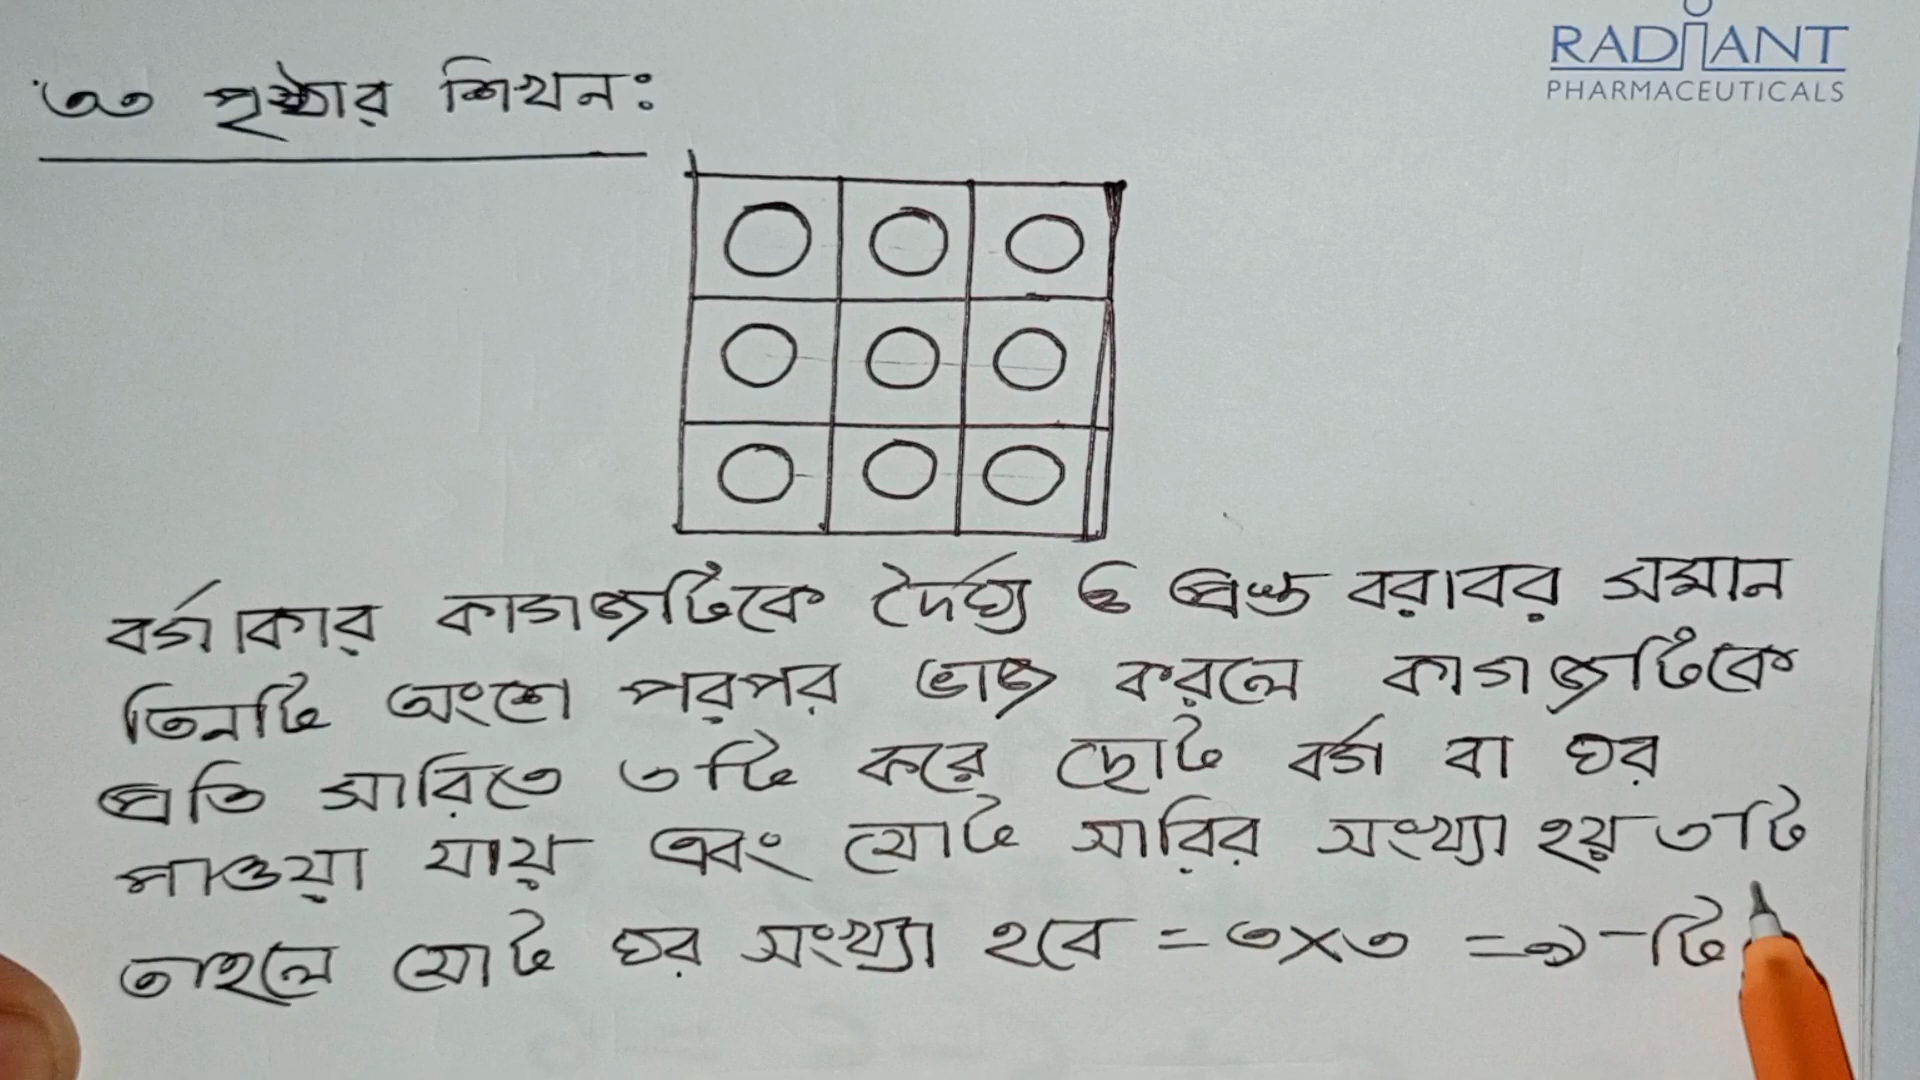 RADIANT
PHARMACEUTICALS
৩৩ পৃষ্ঠার শিখন:
বর্গাকার কাগজটিকে দৈর্ঘ্য ও প্রস্থ বরাবর সমান
তিনটি অংশে পরপর ভাজ করলে কাগজটিকে
প্রতি সারিতে ৩টি করে ছোট বর্গ বা ঘর
পাওয়া যায় এবং মোট সারির সংখ্যা হয় ৩টি
তাহলে মোট ঘর সংখ্যা হবে = ৩×৩ = ৯টি